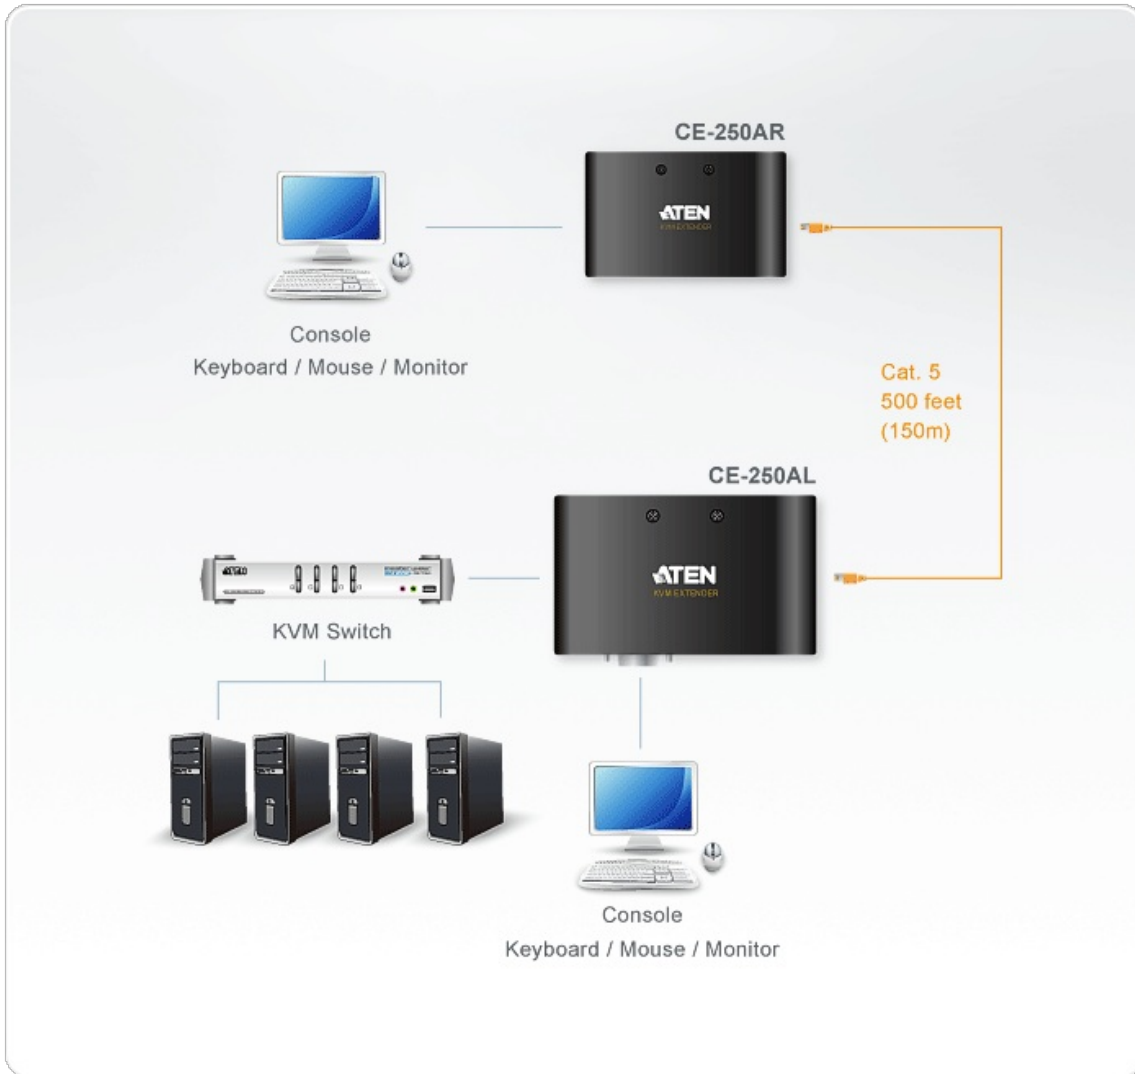 CE-250AR
ATEN
KVM EXTENDER
Console
Keyboard / Mouse / Monitor
Cat. 5
500 feet
(150m)
CE-250AL
ATEN
KVM EXTENDER
ATEN
KVM Switch
Console
Keyboard / Mouse / Monitor